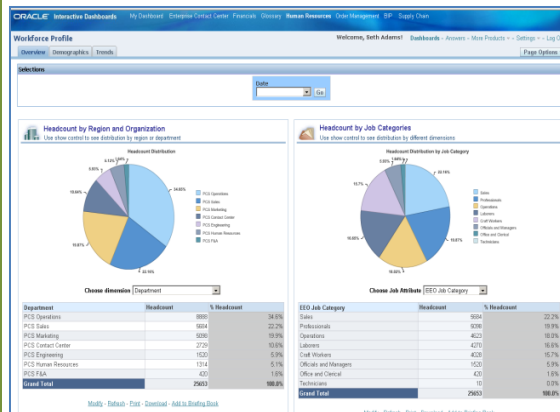 ORACLE Interactive Dashboards
My Dashboard Enterprise Contact Center Financials Glossary Human Resources Order Management BIP Supply Chain
Workforce Profile
Welcome, Seth Adams! Dashboards - Answers - More Products - Settings - Log O
Overview Demographics Trends
Page Options
Selections
Date
Go
Headcount by Region and Organization
Use show control to see distribution by region or department
Headcount Distribution
PCS Operations
PCS Sales
PCS Marketing
PCS Contact Center
PCS Engineering
PCS Human Resources
PCS F&A
Choose dimension Department
Department Headcount % Headcount
PCS Operations 8888 34.6%
PCS Sales 5684 22.2%
PCS Marketing 5098 19.9%
PCS Contact Center 2729 10.6%
PCS Engineering 1520 5.9%
PCS Human Resources 1314 5.1%
PCS F&A 420 1.6%
Grand Total 25653 100.0%
Modify - Refresh - Print - Download - Add to Briefing Book
Headcount by Job Categories
Use show control to see distribution by different dimensions
Headcount Distribution by Job Category
Sales
Professionals
Operations
Laborers
Craft Workers
Officials and Managers
Office and Clerical
Technicians
Choose Job Attribute EEO Job Category
EEO Job Category Headcount % Headcount
Sales 5684 22.2%
Professionals 5098 19.9%
Operations 4623 18.0%
Laborers 4270 16.6%
Craft Workers 4028 15.7%
Officials and Managers 1520 5.9%
Office and Clerical 420 1.6%
Technicians 10 0.0%
Grand Total 25653 100.0%